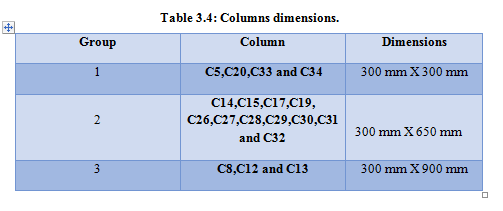 Table 3.4: Columns dimensions.
Group Column Dimensions
1 C5,C20,C33 and C34 300 mm X 300 mm
C14,C15,C17,C19,
2 C26,C27,C28,C29,C30,C31
and C32 300 mm X 650 mm
3 C8,C12 and C13 300 mm X 900 mm